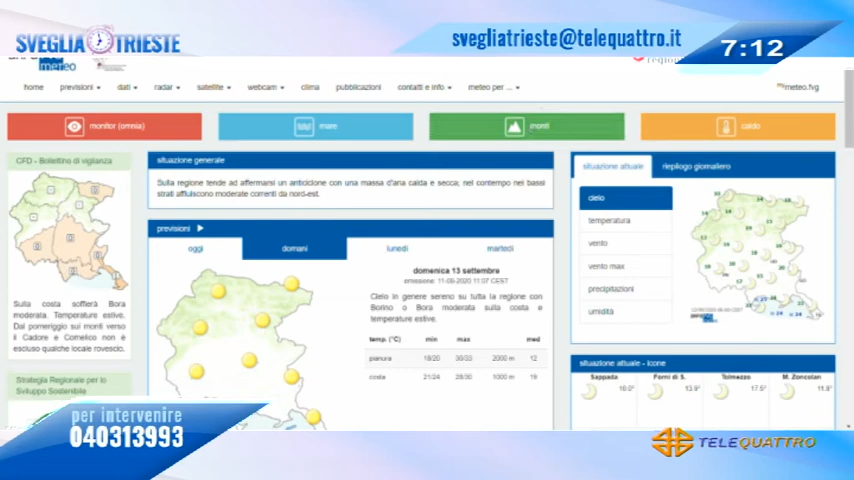 SVEGLIA TRIESTE
svegliatrieste@telequattro.it
7:12
meteo
home previsioni dati radar satellite webcam clima pubblicazioni contatti e info meteo per ... meteo.fvg
monitor (omnia) mare monti caldo
CFD - Bollettino di vigilanza
Sulla costa soffierà Bora
moderata. Temperature estive.
Dal pomeriggio sui monti verso
il Cadore e Comelico non è
escluso qualche locale rovescio.
Strategia Regionale per lo
Sviluppo Sostenibile
situazione generale
Sulla regione tende ad affermarsi un anticiclone con una massa d'aria calda e secca; nel contempo nei bassi
strati affluiscono moderate correnti da nord-est.
previsioni
oggi domani lunedì martedì
domenica 13 settembre
emissione: 11-09-2020 11:07 CEST
Cielo in genere sereno su tutta la regione con
Borino o Bora moderata sulla costa e
temperature estive.
temp. (°C) min max med
pianura 18/20 30/33 2000 m 12
costa 21/24 28/30 1000 m 19
situazione attuale riepilogo giornaliero
cielo
temperatura
vento
vento max
precipitazioni
umidità
situazione attuale - icone
Sappada Forni di S. Tolmezzo M. Zoncolan
13.9° 17.5° 11.8°
per intervenire
040313993
TELEQUATTRO